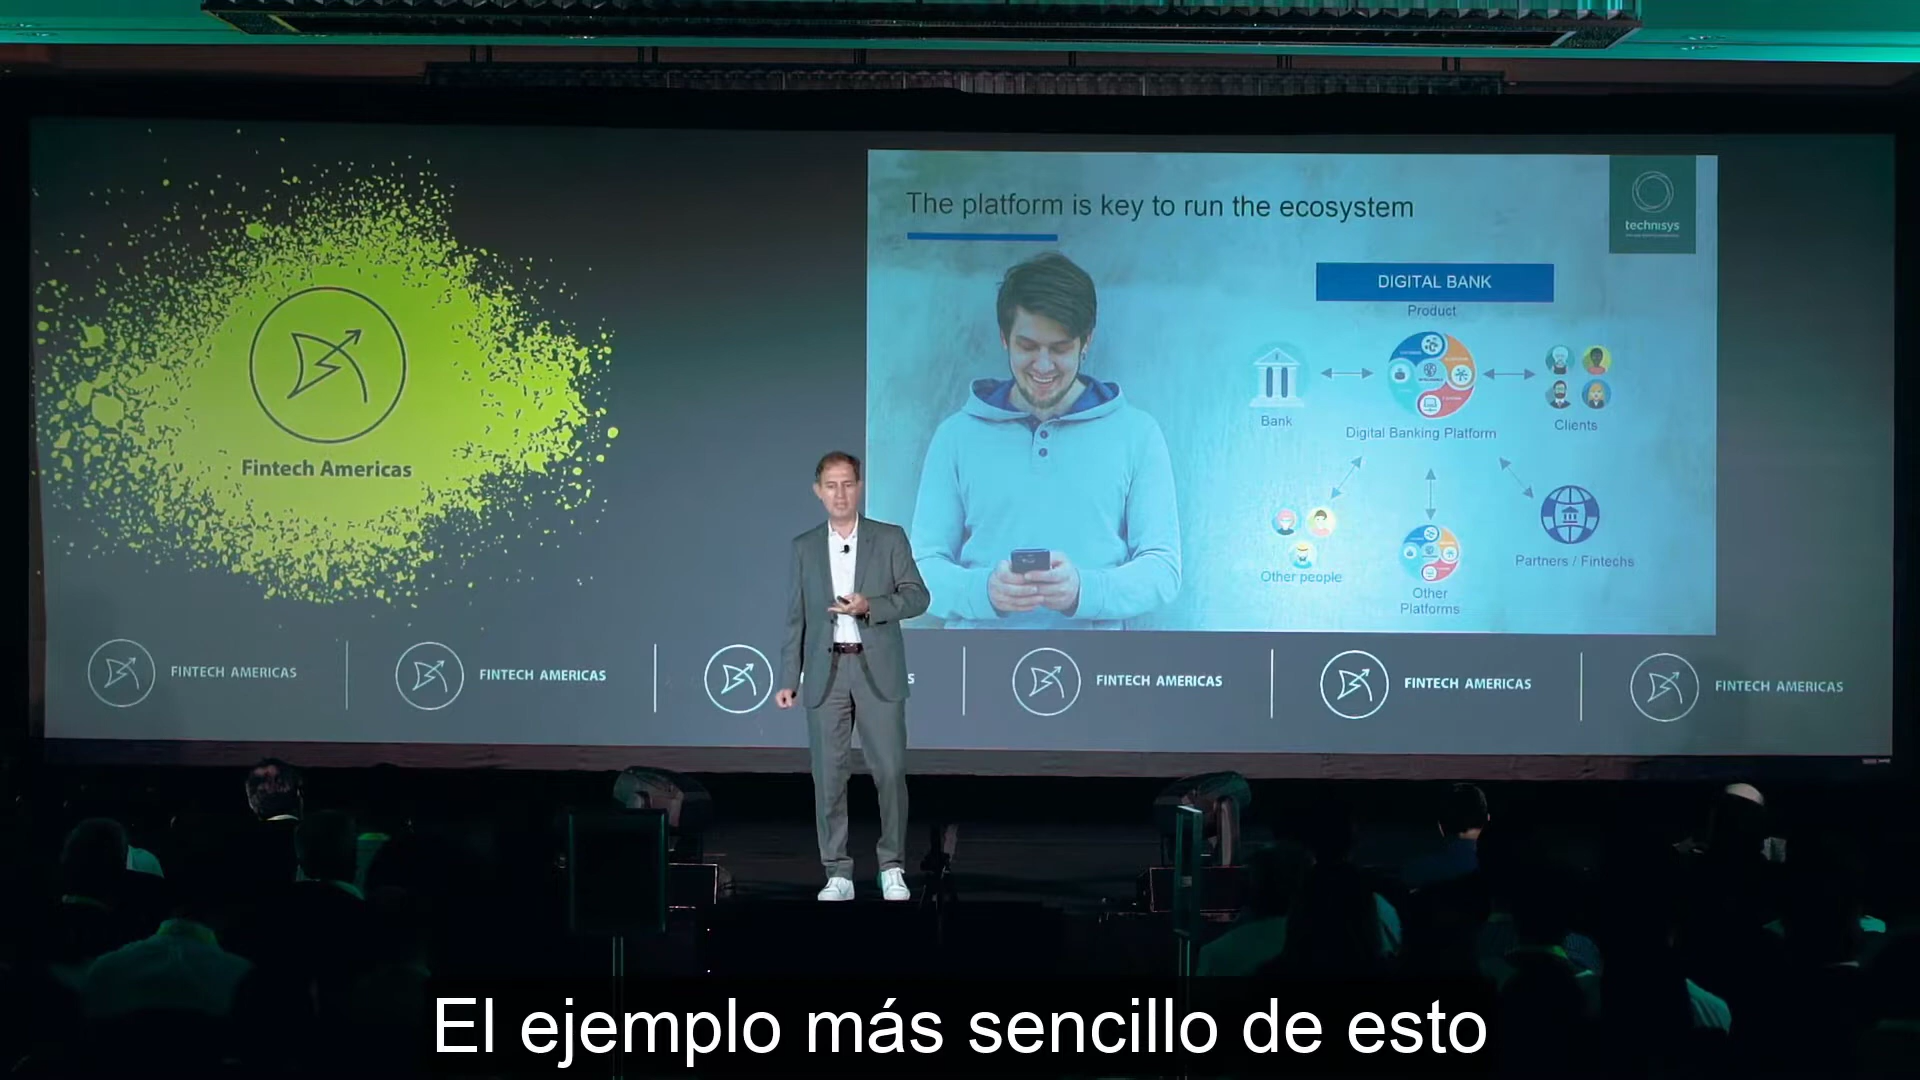 The platform is key to run the ecosystem
technisys
DIGITAL BANK
Product
Bank
Digital Banking Platform
Clients
Other people
Other
Platforms
Partners / Fintechs
Fintech Americas
FINTECH AMERICAS
FINTECH AMERICAS
S
FINTECH AMERICAS
FINTECH AMERICAS
FINTECH AMERICAS
El ejemplo más sencillo de esto